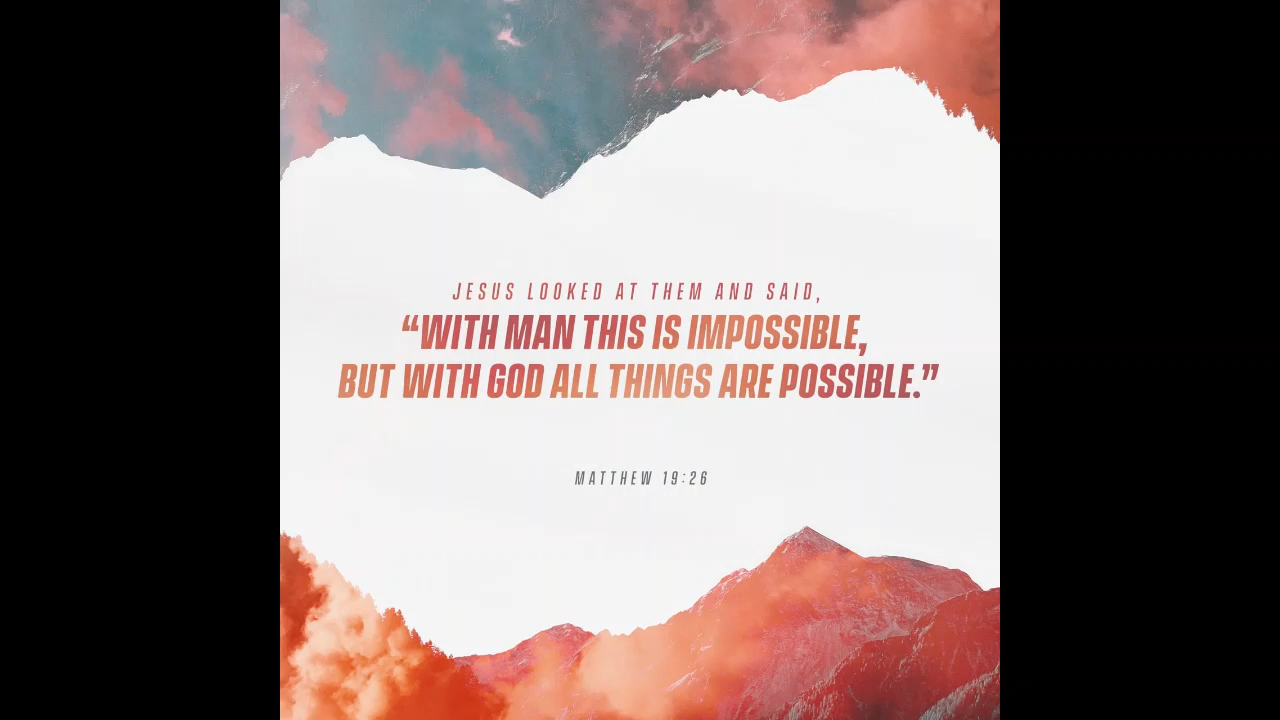 JESUS LOOKED AT THEM AND SAID,
“WITH MAN THIS IS IMPOSSIBLE,
BUT WITH GOD ALL THINGS ARE POSSIBLE.”
MATTHEW 19:26